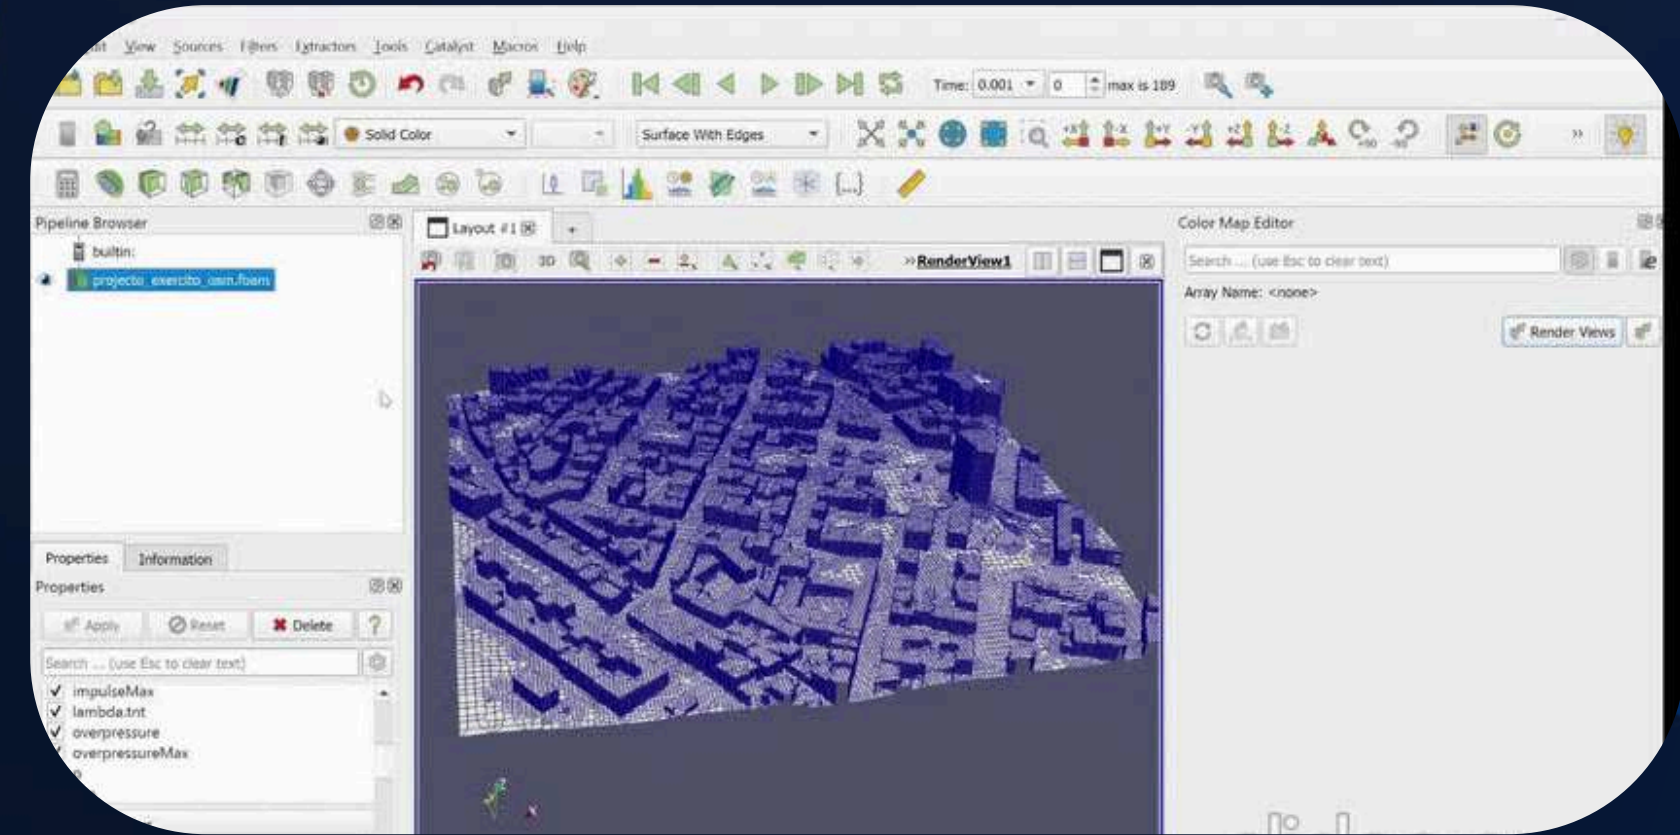 View Sources Filters Extractors Tools Catalyst Macros Help
Time: 0.001 0 max is 189
Solid Color Surface With Edges
Pipeline Browser
builtin:
projecto_exercito_osm.foam
Layout #1
3D RenderView1
Color Map Editor
Search ... (use Esc to clear text)
Array Name: <none>
Render Views
Properties Information
Properties
Apply Reset Delete ?
Search ... (use Esc to clear text)
impulseMax
lambda.tnt
overpressure
overpressureMax
p